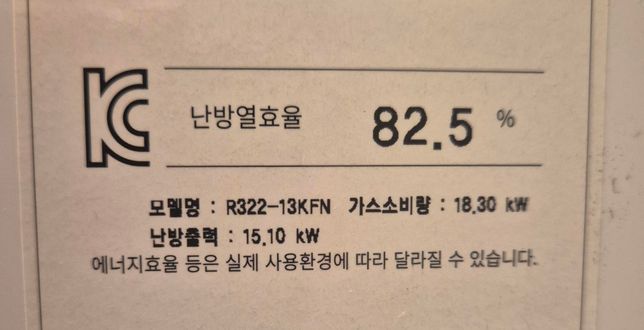 KC
난방열효율 82.5 %
모델명 : R322-13KFN 가스소비량 : 18.30 kW
난방출력 : 15.10 kW
에너지효율 등은 실제 사용환경에 따라 달라질 수 있습니다.